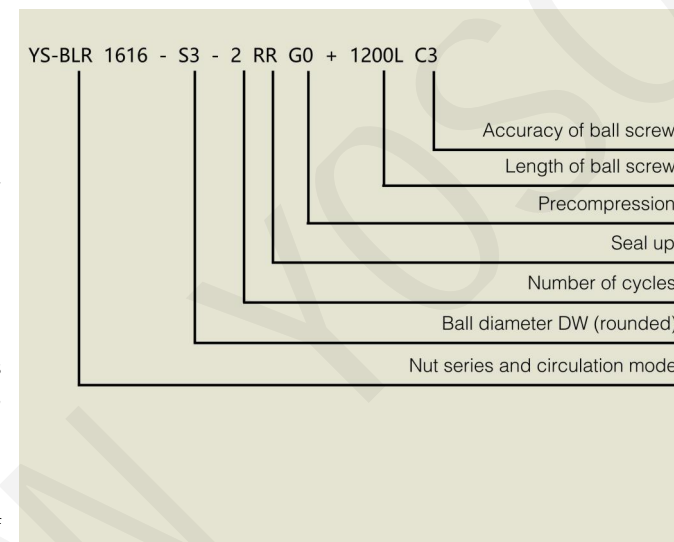 YS-BLR 1616 - S3 - 2 RR G0 + 1200L C3
Accuracy of ball screw
Length of ball screw
Precompression
Seal up
Number of cycles
Ball diameter DW (rounded)
Nut series and circulation mode